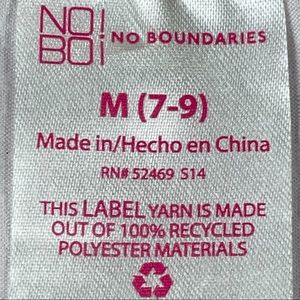 NO!
BO!
NO BOUNDARIES
M (7-9)
Made in/Hecho en China
RN# 52469 S14
THIS LABEL YARN IS MADE
OUT OF 100% RECYCLED
POLYESTER MATERIALS